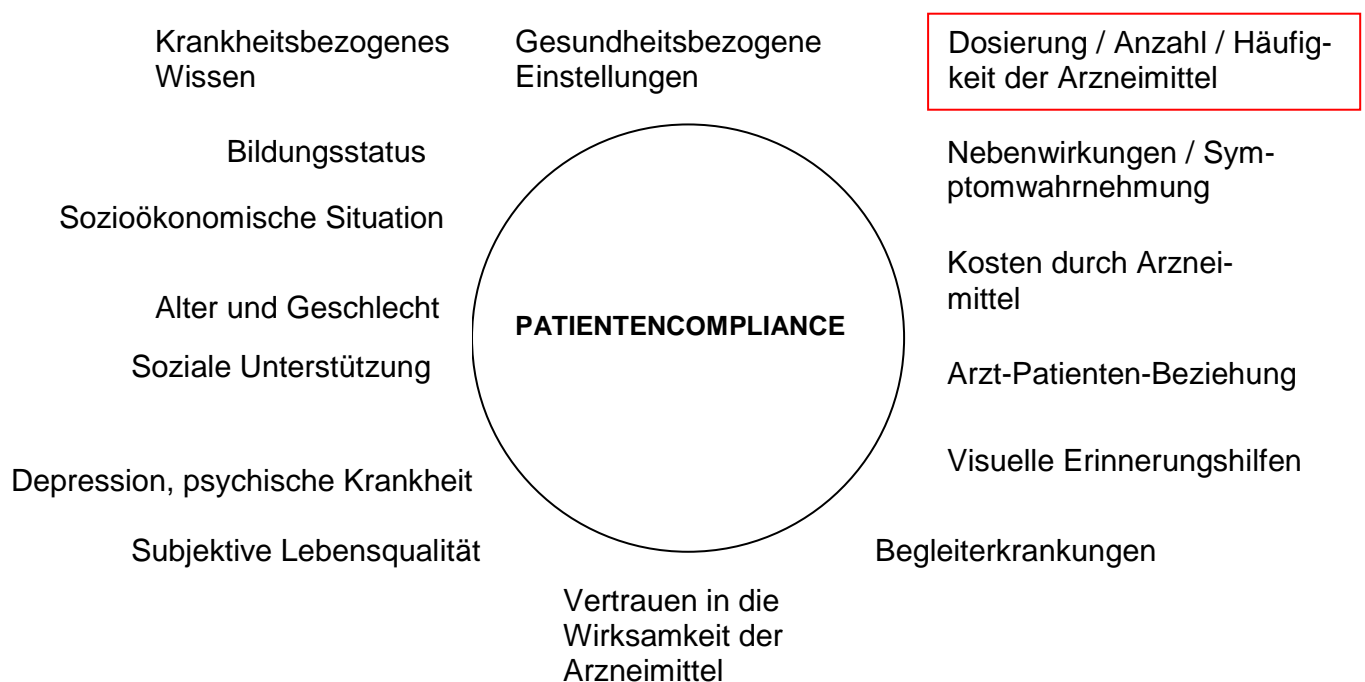 Krankheitsbezogenes
Wissen
Gesundheitsbezogene
Einstellungen
Dosierung / Anzahl / Häufig-
keit der Arzneimittel
Bildungsstatus
Nebenwirkungen / Sym-
ptomwahrnehmung
Sozioökonomische Situation
Kosten durch Arznei-
mittel
Alter und Geschlecht
PATIENTENCOMPLIANCE
Soziale Unterstützung
Arzt-Patienten-Beziehung
Visuelle Erinnerungshilfen
Depression, psychische Krankheit
Subjektive Lebensqualität
Begleiterkrankungen
Vertrauen in die
Wirksamkeit der
Arzneimittel